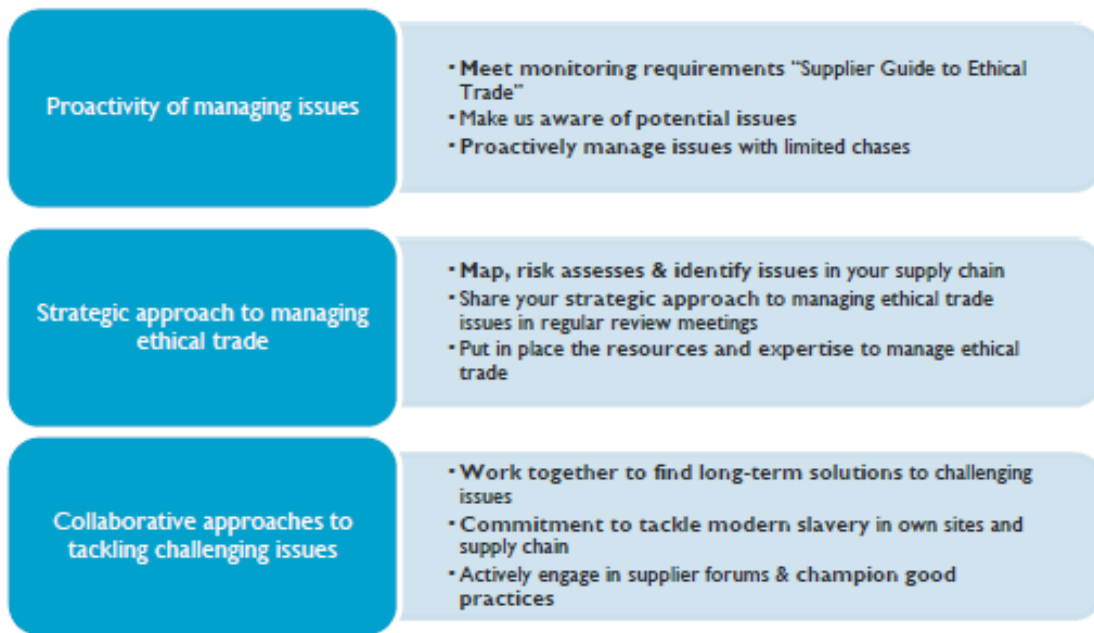 Proactivity of managing issues
• Meet monitoring requirements “Supplier Guide to Ethical
Trade”
• Make us aware of potential issues
• Proactively manage issues with limited chases
Strategic approach to managing
ethical trade
• Map, risk assesses & identify issues in your supply chain
• Share your strategic approach to managing ethical trade
issues in regular review meetings
• Put in place the resources and expertise to manage ethical
trade
Collaborative approaches to
tackling challenging issues
• Work together to find long-term solutions to challenging
issues
• Commitment to tackle modern slavery in own sites and
supply chain
• Actively engage in supplier forums & champion good
practices